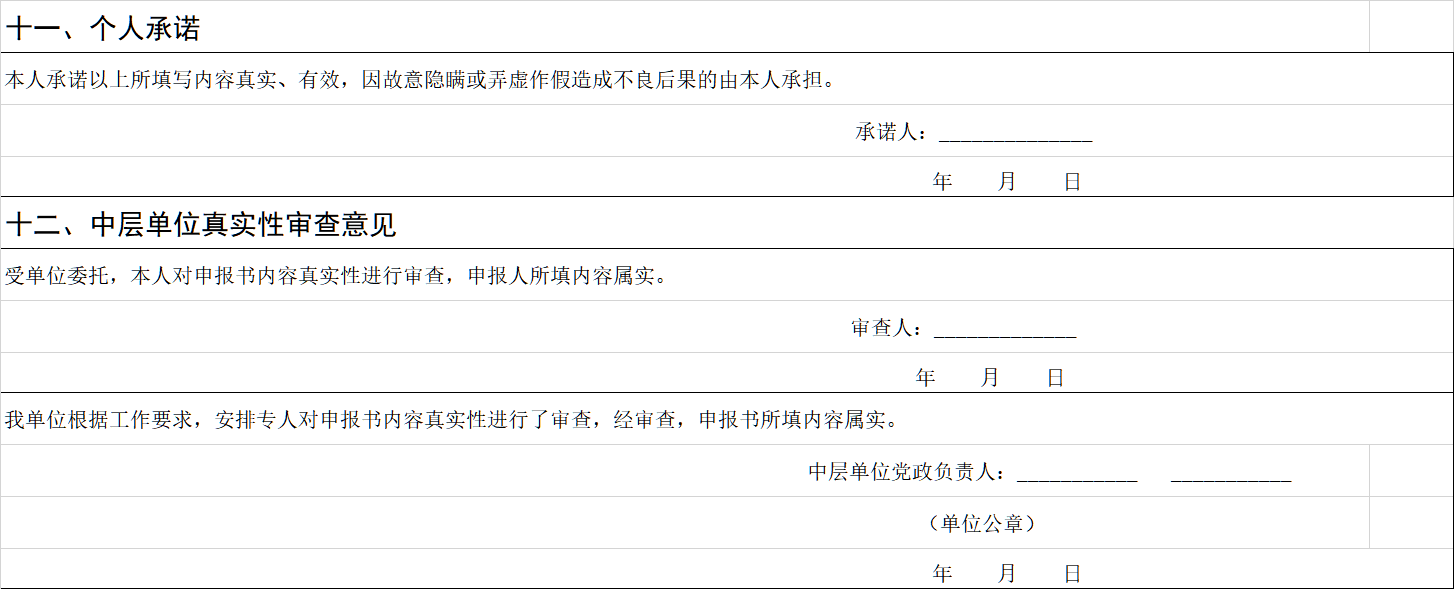 十一、个人承诺
本人承诺以上所填写内容真实、有效，因故意隐瞒或弄虚作假造成不良后果的由本人承担。
承诺人：______________
年 月 日
十二、中层单位真实性审查意见
受单位委托，本人对申报书内容真实性进行审查，申报人所填内容属实。
审查人：_____________
年 月 日
我单位根据工作要求，安排专人对申报书内容真实性进行了审查，经审查，申报书所填内容属实。
中层单位党政负责人：___________ ___________
（单位公章）
年 月 日